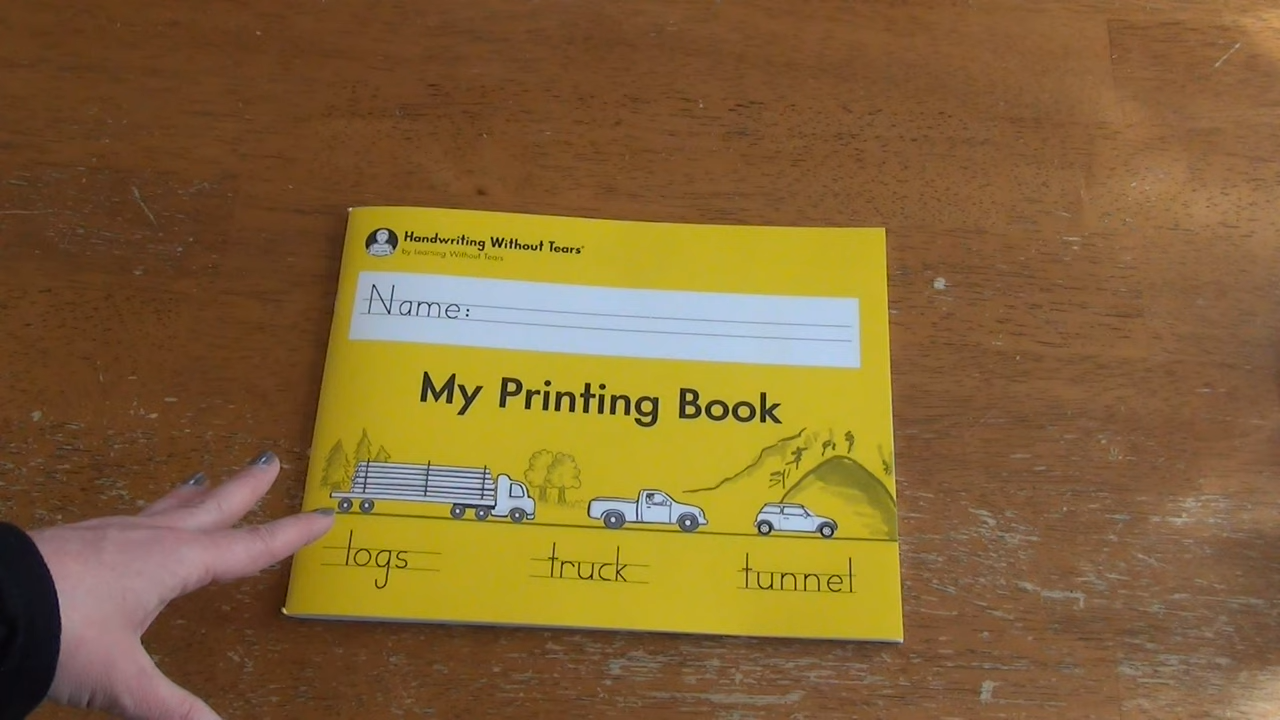 Handwriting Without Tears®
by Learning Without Tears
Name:
My Printing Book
logs truck tunnel